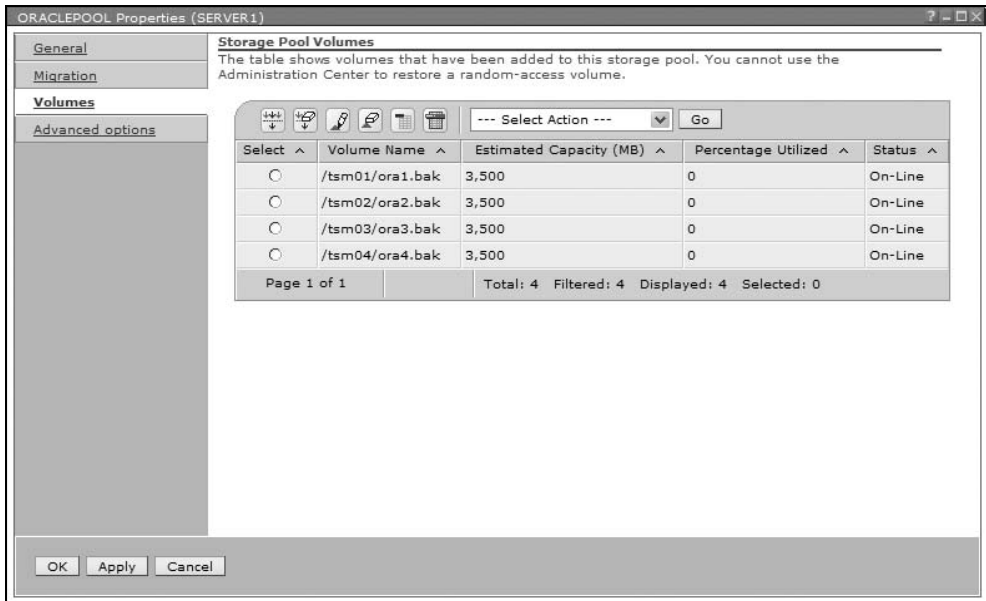 ORACLEPOOL Properties (SERVER1)
General
Migration
Volumes
Advanced options
Storage Pool Volumes
The table shows volumes that have been added to this storage pool. You cannot use the
Administration Center to restore a random-access volume.
--- Select Action --- Go
Select Volume Name Estimated Capacity (MB) Percentage Utilized Status
/tsm01/ora1.bak 3,500 0 On-Line
/tsm02/ora2.bak 3,500 0 On-Line
/tsm03/ora3.bak 3,500 0 On-Line
/tsm04/ora4.bak 3,500 0 On-Line
Page 1 of 1 Total: 4 Filtered: 4 Displayed: 4 Selected: 0
OK Apply Cancel